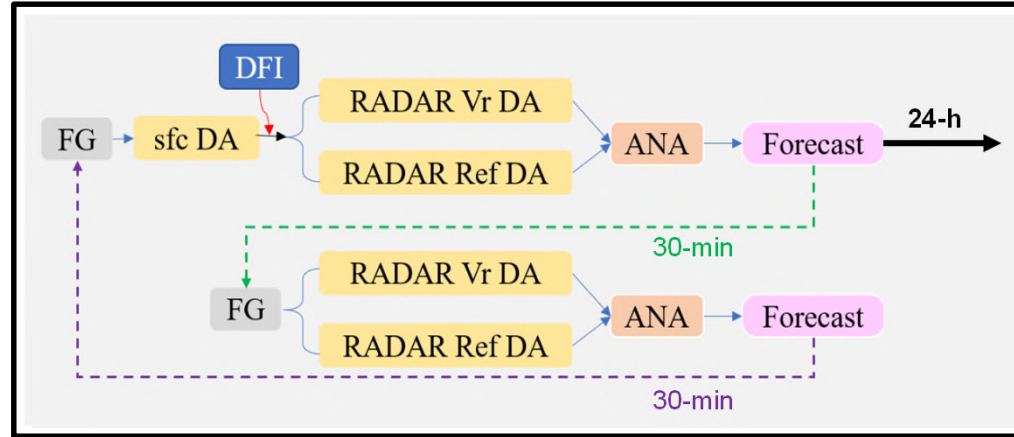 DFI
RADAR Vr DA
24-h
FG
sfc DA
ANA
Forecast
RADAR Ref DA
30-min
RADAR Vr DA
FG
ANA
Forecast
RADAR Ref DA
30-min